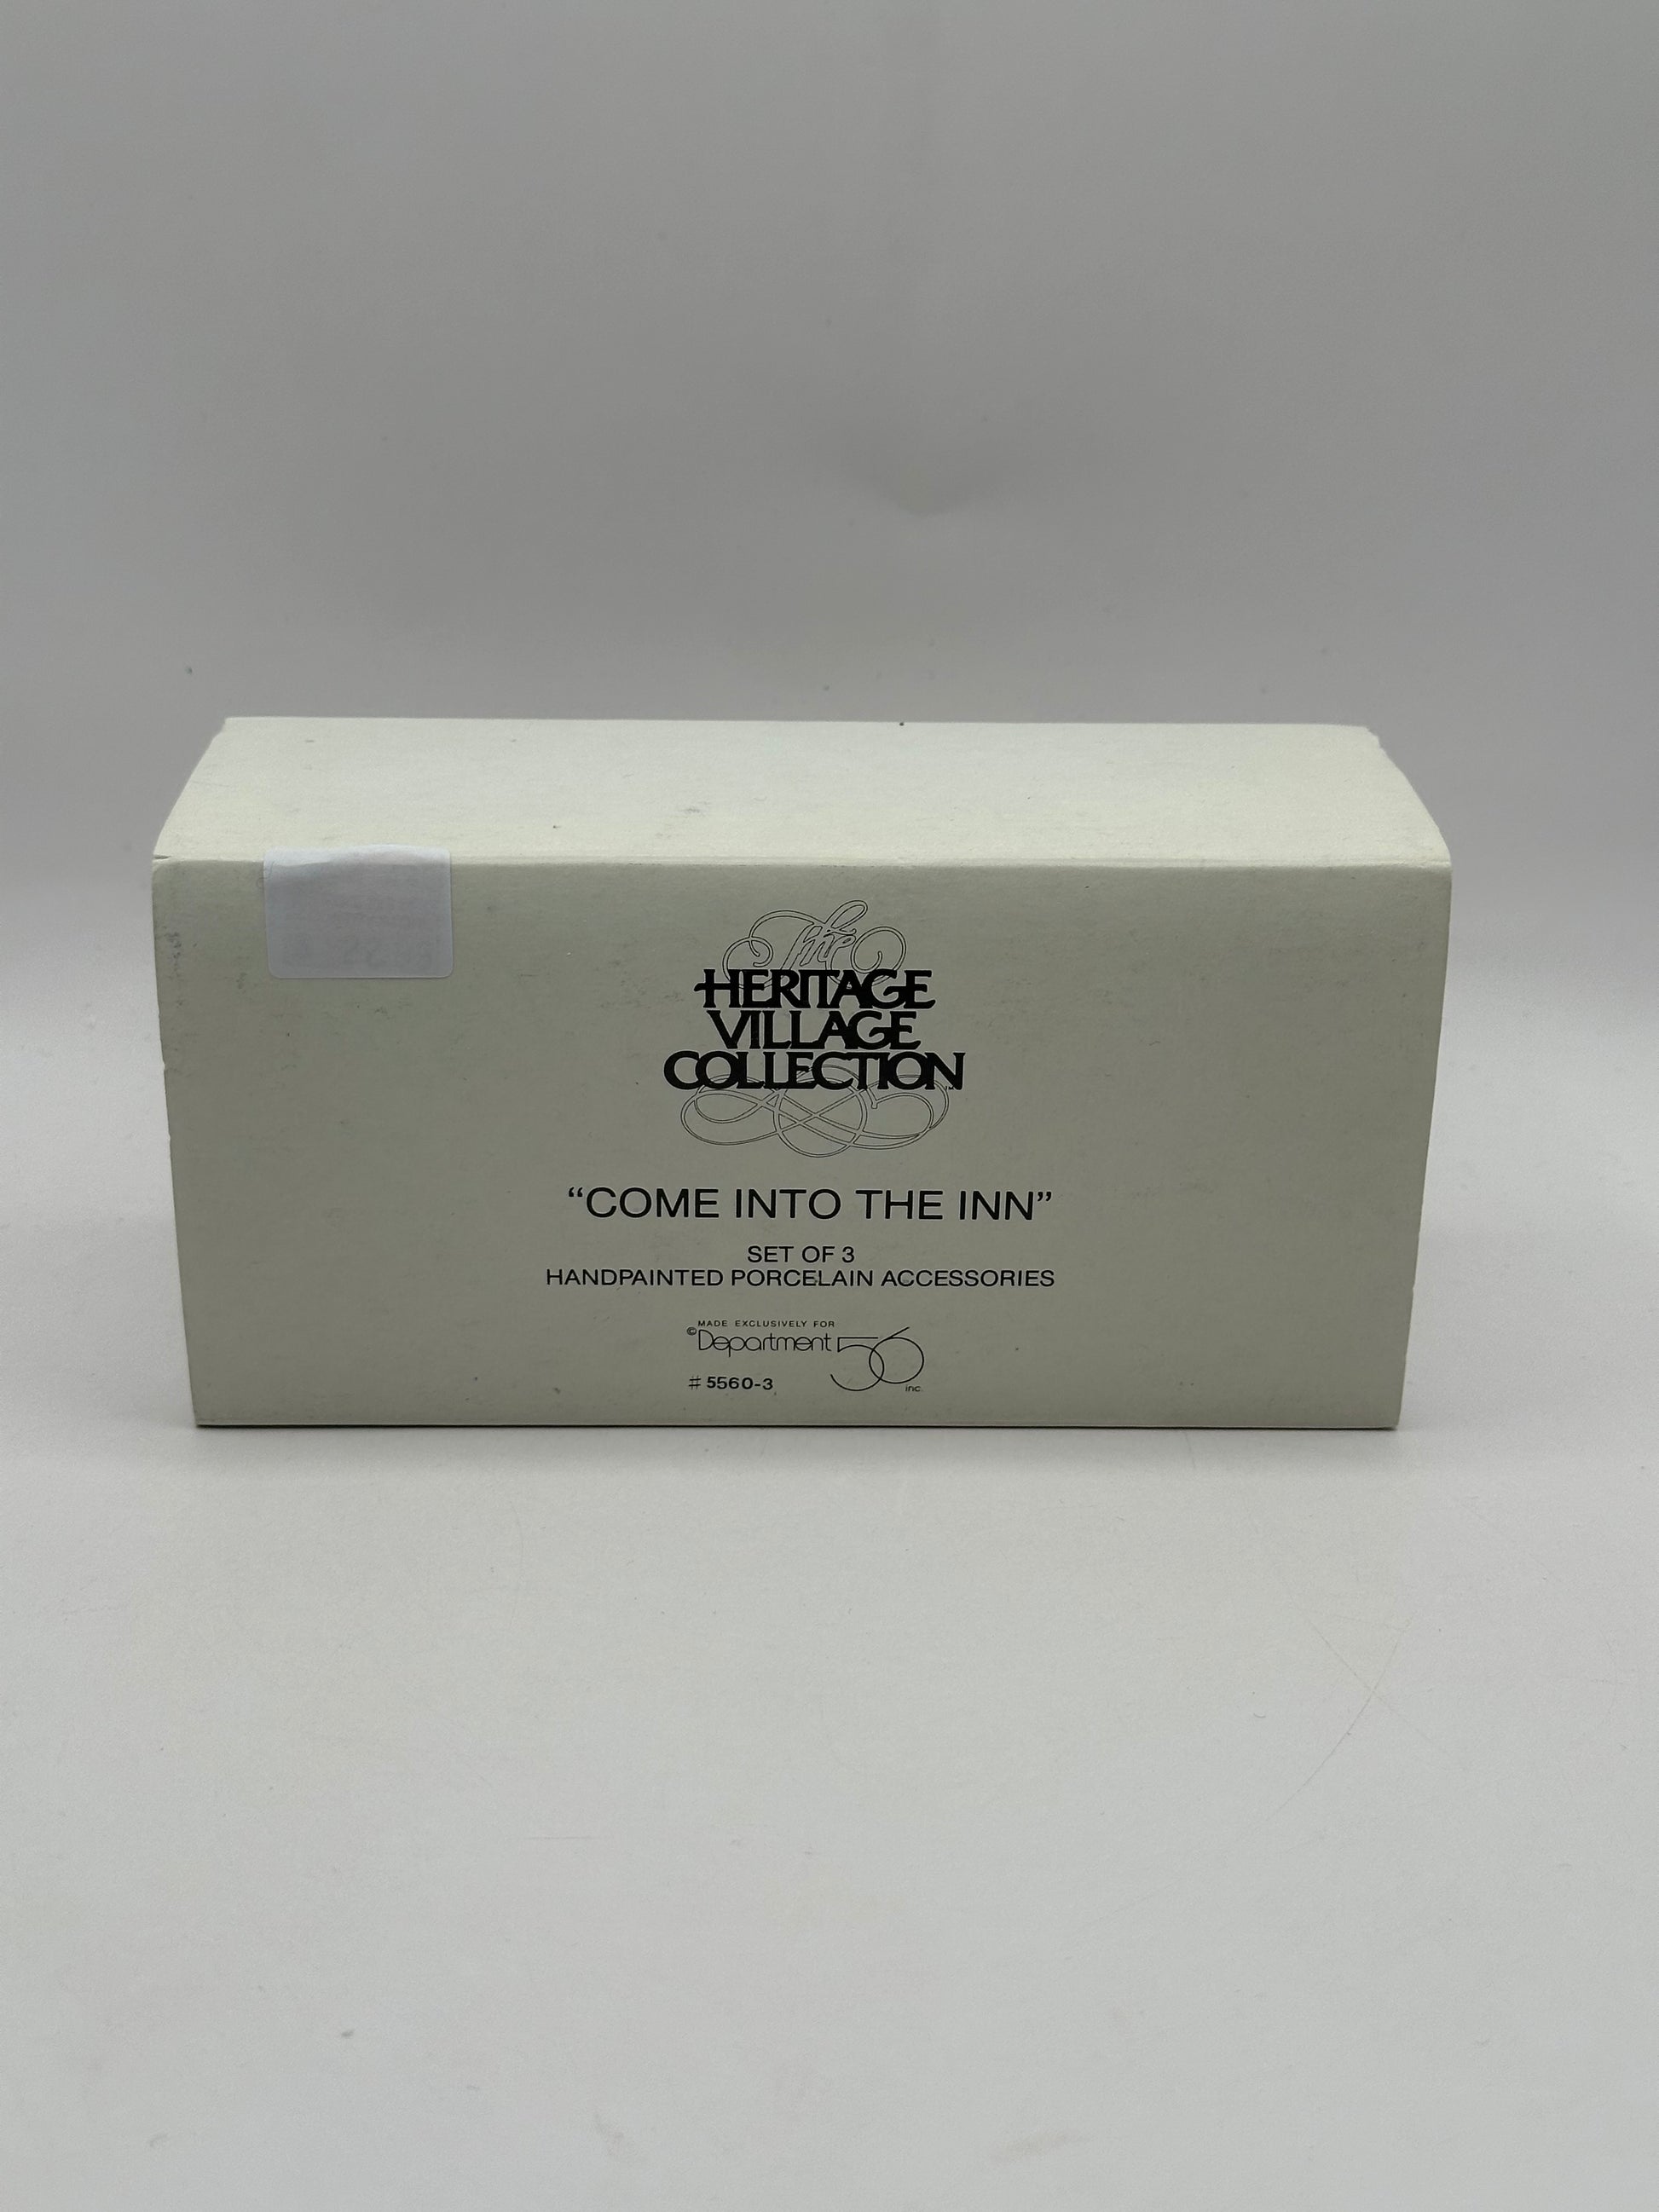 The
HERITAGE
VILLAGE
COLLECTION
“COME INTO THE INN”
SET OF 3
HANDPAINTED PORCELAIN ACCESSORIES
MADE EXCLUSIVELY FOR
©Department 56 inc.
# 5560-3